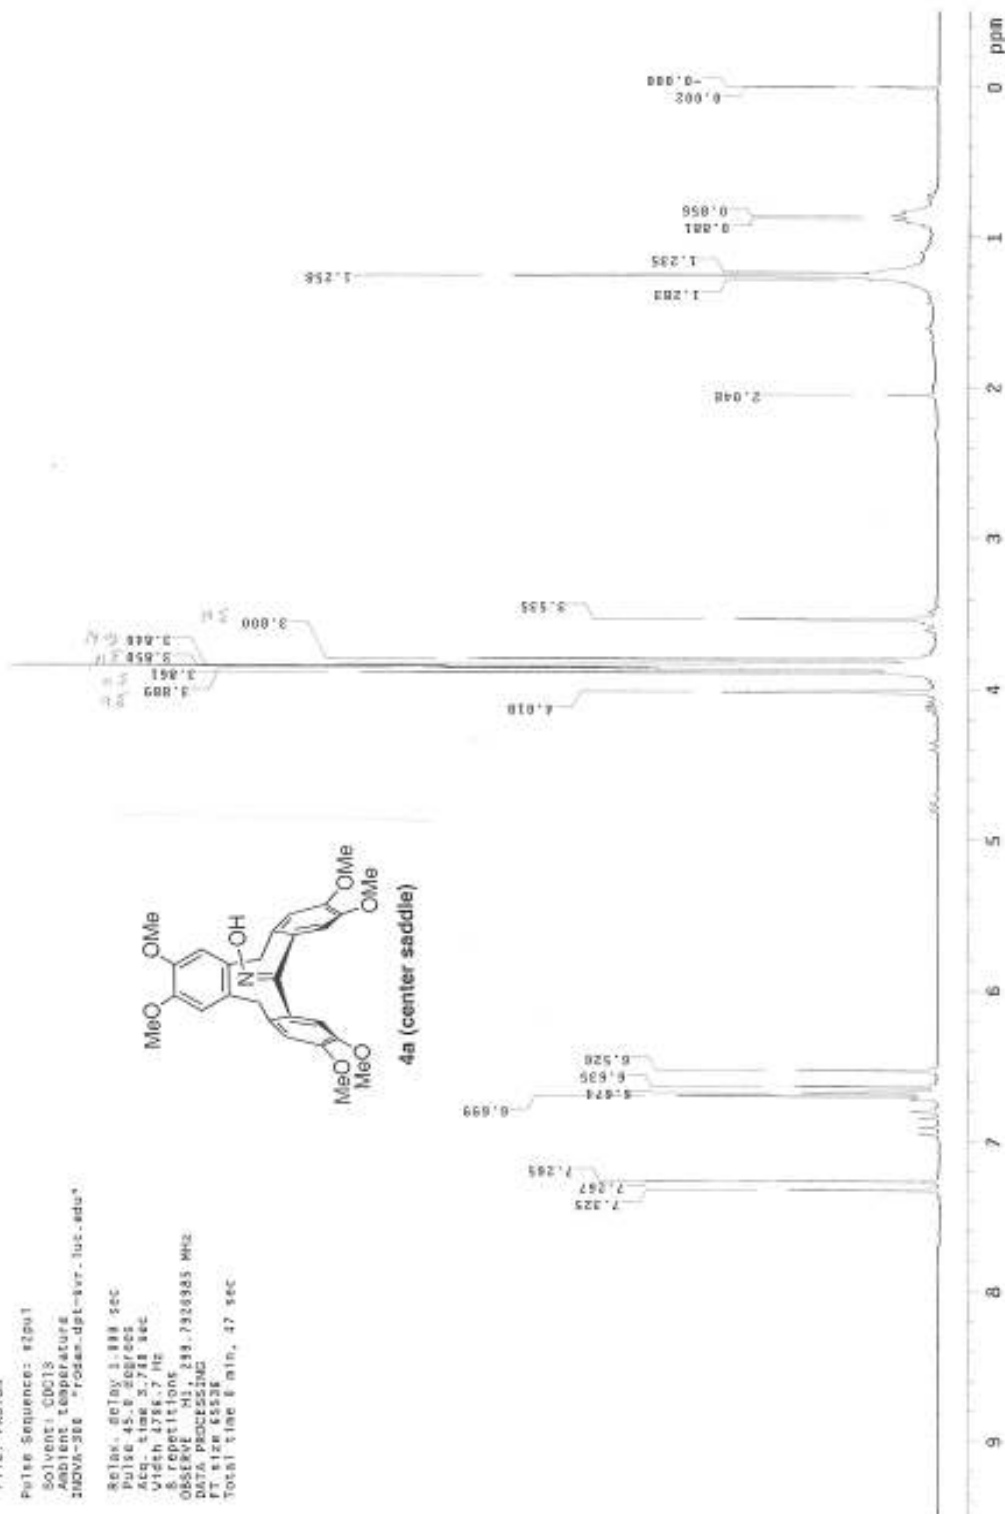 Pulse Sequence: s2pul
Solvent: CDCl3
Ambient temperature
INOVA-300 "rodan.dpt-svr.luc.edu"
Relax. delay 1.000 sec
Pulse 45.0 degrees
Acq. time 3.744 sec
Width 4796.7 Hz
8 repetitions
OBSERVE H1, 299.7926985 MHz
DATA PROCESSING
FT size 65536
Total time 0 min, 47 sec
MeO
OMe
N
OH
MeO
MeO
OMe
OMe
4a (center saddle)
7.325
7.267
7.265
6.699
6.674
6.635
6.526
4.018
3.889
3.861
3.850
3.846
3.800
3.535
2.048
1.283
1.258
1.235
0.881
0.856
0.002
-0.000
9
8
7
6
5
4
3
2
1
0
ppm